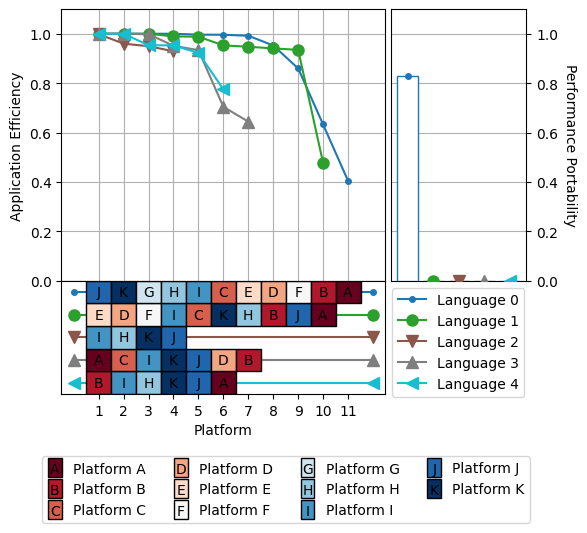 Application Efficiency
1.0
0.8
0.6
0.4
0.2
0.0
1.0
0.8
0.6
0.4
0.2
0.0
Performance Portability
J K G H I C E D F B A
E D F I C K H B J A
I H K J
A C I K J D B
B I H K J A
1 2 3 4 5 6 7 8 9 10 11
Platform
Language 0
Language 1
Language 2
Language 3
Language 4
A Platform A
B Platform B
C Platform C
D Platform D
E Platform E
F Platform F
G Platform G
H Platform H
I Platform I
J Platform J
K Platform K